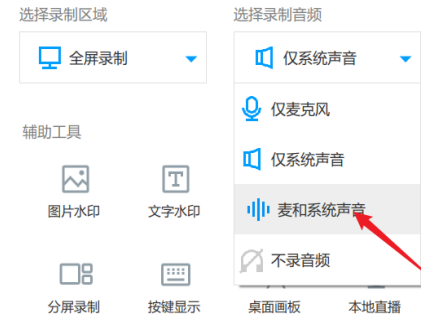 选择录制区域
选择录制音频
全屏录制
仅系统声音
仅麦克风
辅助工具
仅系统声音
图片水印
文字水印
麦和系统声音
不录音频
分屏录制
按键显示
桌面画板
本地直播